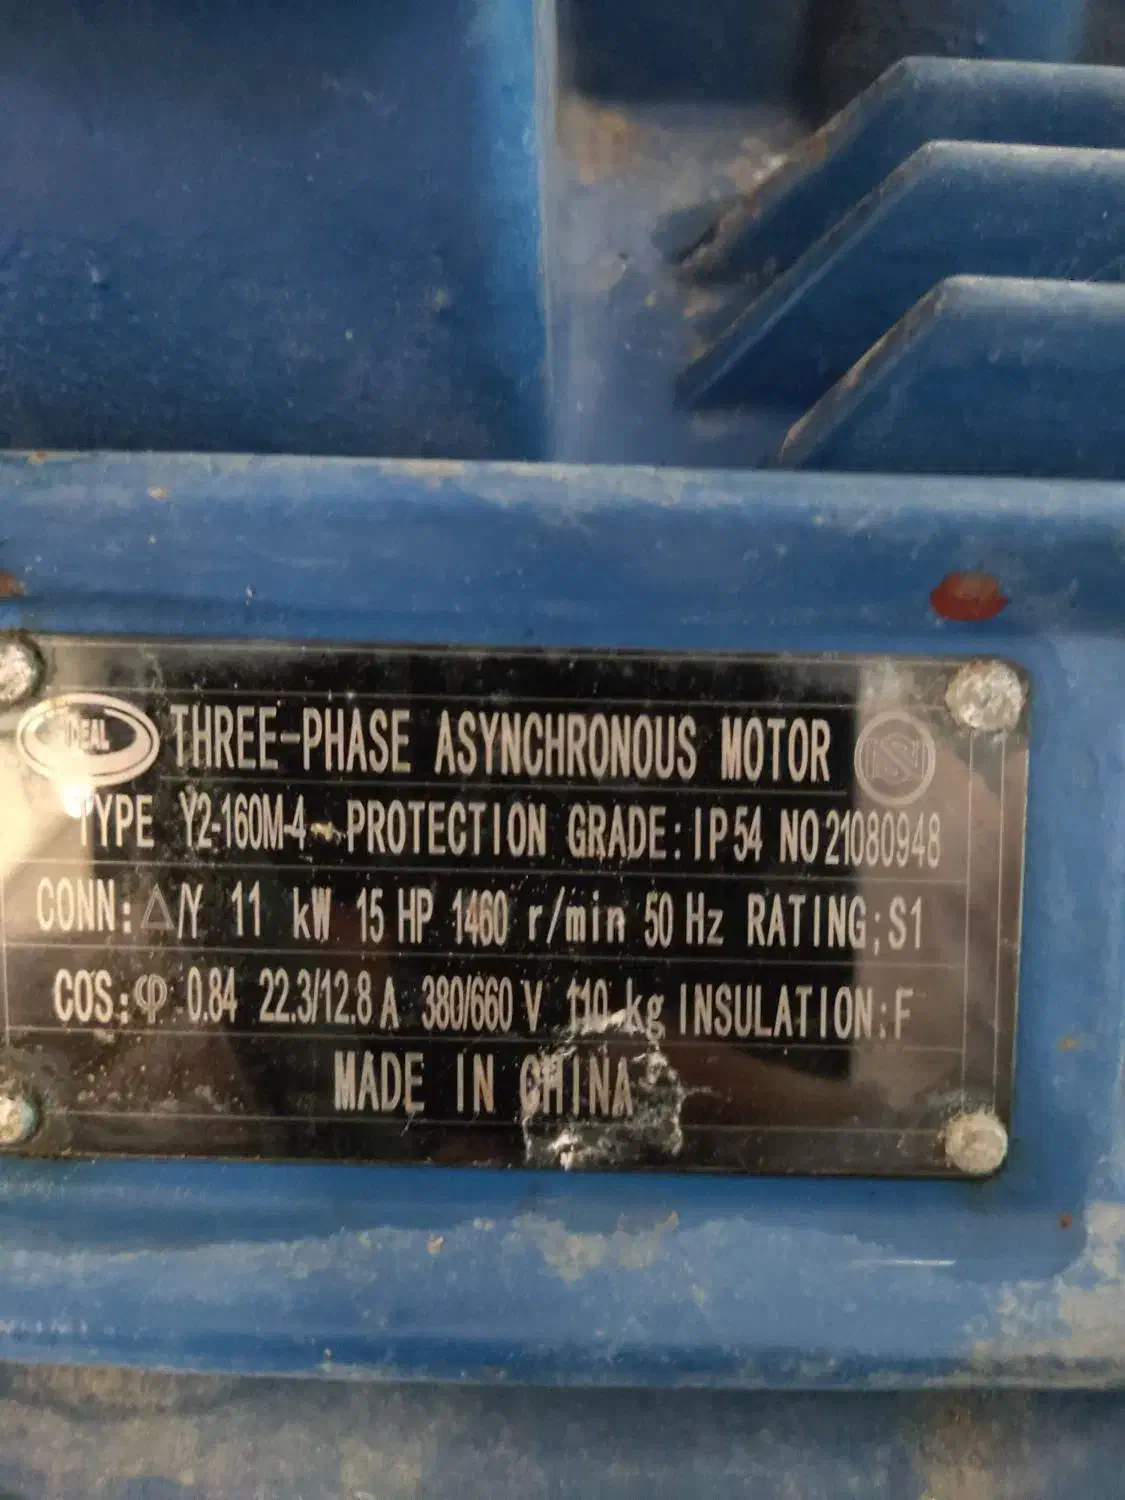 IDEAL THREE-PHASE ASYNCHRONOUS MOTOR
TYPE Y2-160M-4 PROTECTION GRADE: IP54 NO 21080948
CONN: △/Y 11 kW 15 HP 1460 r/min 50 Hz RATING;S1
COS:φ 0.84 22.3/12.8 A 380/660 V 110 kg INSULATION:F
MADE IN CHINA